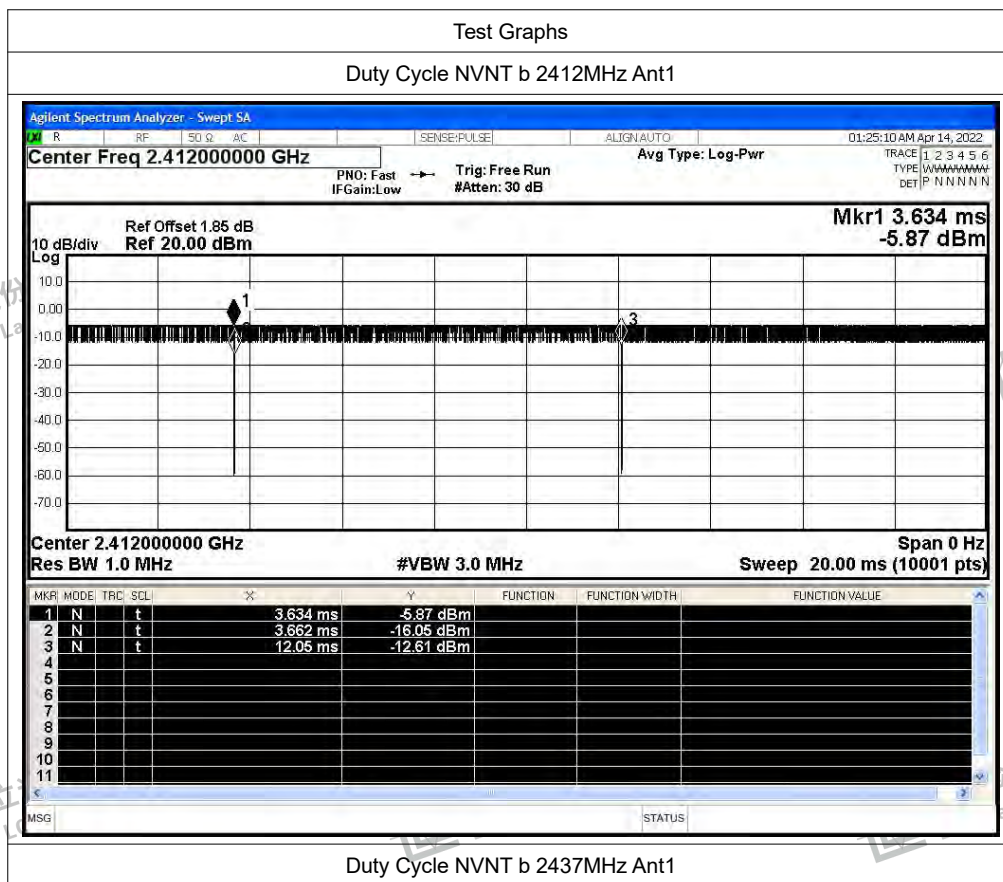 Test Graphs
Duty Cycle NVNT b 2412MHz Ant1
Agilent Spectrum Analyzer - Swept SA
R RF 50 Ω AC SENSE:PULSE ALIGN AUTO 01:25:10 AM Apr 14, 2022
Center Freq 2.412000000 GHz Avg Type: Log-Pwr TRACE 1 2 3 4 5 6
PNO: Fast Trig: Free Run TYPE
IFGain:Low #Atten: 30 dB DET P N N N N N
Mkr1 3.634 ms
Ref Offset 1.85 dB
10 dB/div Ref 20.00 dBm -5.87 dBm
Log
10.0
0.00
-10.0
-20.0
-30.0
-40.0
-50.0
-60.0
-70.0
1
3
Center 2.412000000 GHz Span 0 Hz
Res BW 1.0 MHz #VBW 3.0 MHz Sweep 20.00 ms (10001 pts)
MKR MODE TRC SCL X Y FUNCTION FUNCTION WIDTH FUNCTION VALUE
1 N t 3.634 ms -5.87 dBm
2 N t 3.662 ms -16.05 dBm
3 N t 12.05 ms -12.61 dBm
4
5
6
7
8
9
10
11
MSG STATUS
Duty Cycle NVNT b 2437MHz Ant1